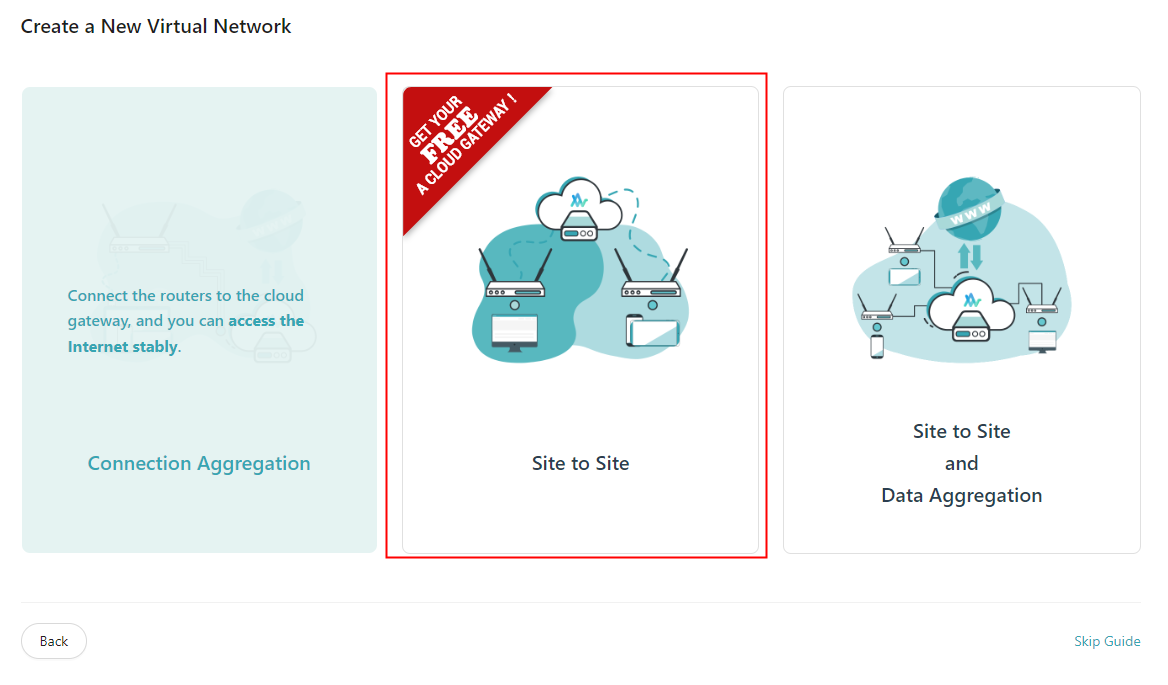 Create a New Virtual Network
Connect the routers to the cloud
gateway, and you can access the
Internet stably.
Connection Aggregation
GET YOUR
FREE
A CLOUD GATEWAY !
Site to Site
WWW
Site to Site
and
Data Aggregation
Back
Skip Guide